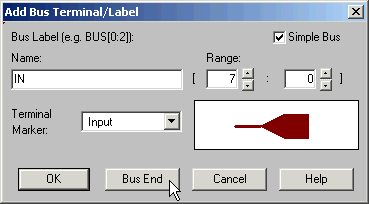 Add Bus Terminal/Label
Bus Label (e.g. BUS[0:2]):
Simple Bus
Name:
Range:
IN
[ 7 : 0 ]
Terminal
Marker:
Input
OK
Bus End
Cancel
Help